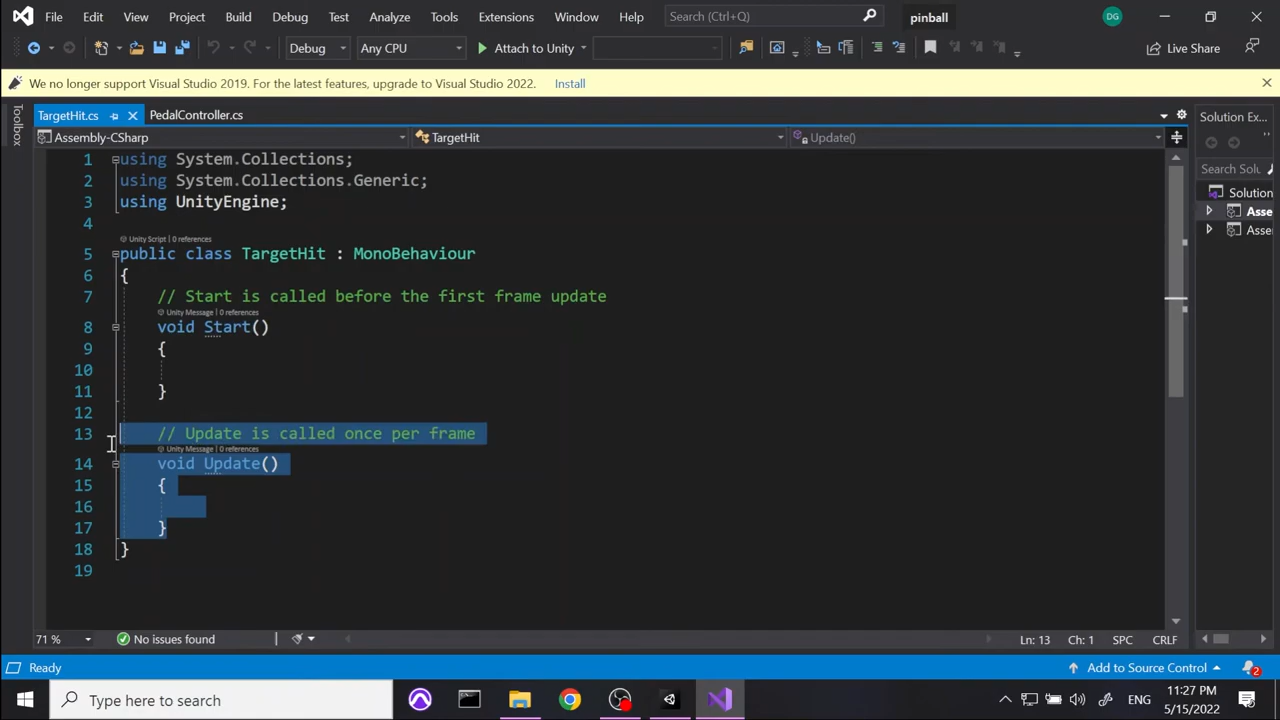 File Edit View Project Build Debug Test Analyze Tools Extensions Window Help Search (Ctrl+Q) pinball DG
Debug Any CPU Attach to Unity Live Share
We no longer support Visual Studio 2019. For the latest features, upgrade to Visual Studio 2022. Install
TargetHit.cs PedalController.cs Solution Ex...
Toolbox
Assembly-CSharp TargetHit Update()
Search Solu
Solution
Asse
Asse
1 using System.Collections;
2 using System.Collections.Generic;
3 using UnityEngine;
4
Unity Script | 0 references
5 public class TargetHit : MonoBehaviour
6 {
7 // Start is called before the first frame update
Unity Message | 0 references
8 void Start()
9 {
10
11 }
12
13 // Update is called once per frame
Unity Message | 0 references
14 void Update()
15 {
16
17 }
18 }
19
71 % No issues found Ln: 13 Ch: 1 SPC CRLF
Ready Add to Source Control 2
Type here to search ENG 11:27 PM
5/15/2022